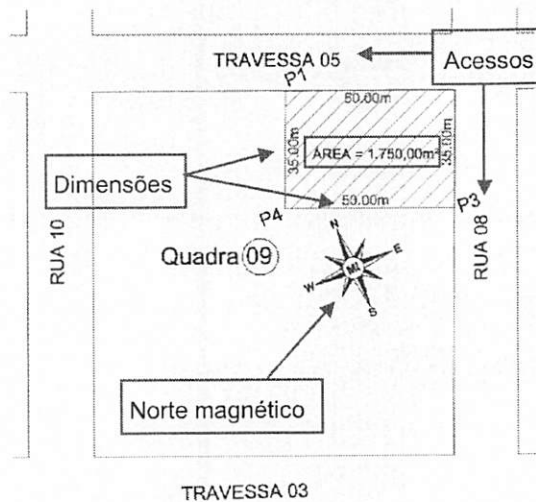 TRAVESSA 05
Acessos
P1
50.00m
35.00m
ÁREA = 1.750,00m²
35.00m
Dimensões
50.00m
P4
P3
RUA 10
RUA 08
N
Quadra 09
E
W
S
Norte magnético
TRAVESSA 03